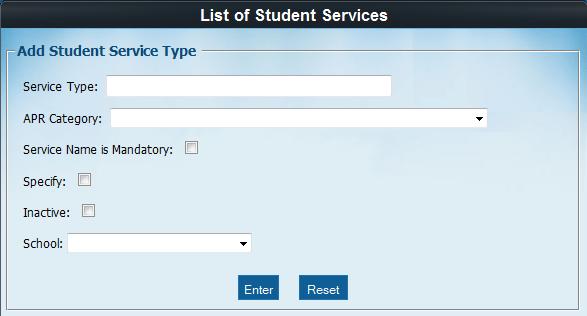 List of Student Services
Add Student Service Type
Service Type:
APR Category:
Service Name is Mandatory:
Specify:
Inactive:
School:
Enter Reset